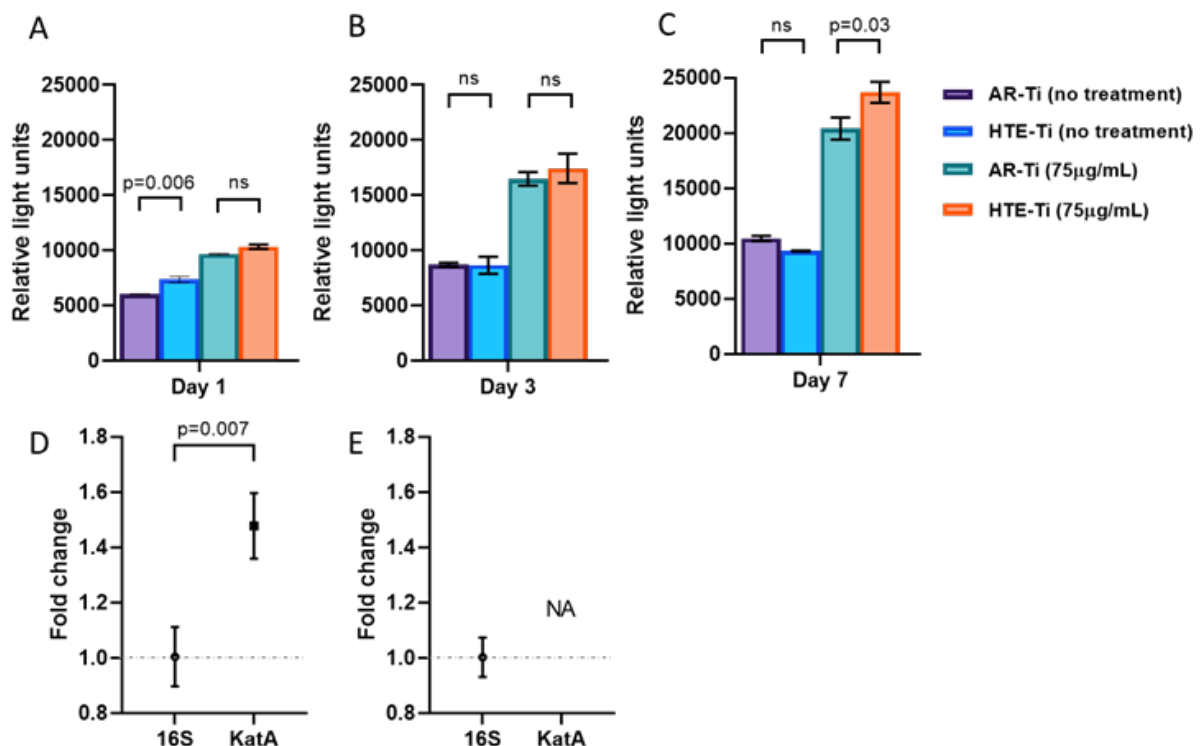 A
B
C
ns
p=0.03
ns
ns
p=0.006
ns
25000
20000
15000
10000
5000
0
Relative light units
Day 1
25000
20000
15000
10000
5000
0
Relative light units
Day 3
25000
20000
15000
10000
5000
0
Relative light units
Day 7
AR-Ti (no treatment)
HTE-Ti (no treatment)
AR-Ti (75μg/mL)
HTE-Ti (75μg/mL)
D
p=0.007
1.8
1.6
1.4
1.2
1.0
0.8
Fold change
16S
KatA
E
1.8
1.6
1.4
1.2
1.0
0.8
Fold change
NA
16S
KatA